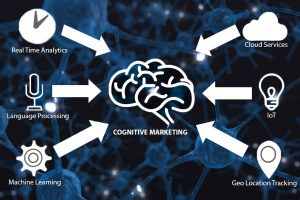 Real Time Analytics
Cloud Services
Language Processing
IoT
COGNITIVE MARKETING
Machine Learning
Geo Location Tracking